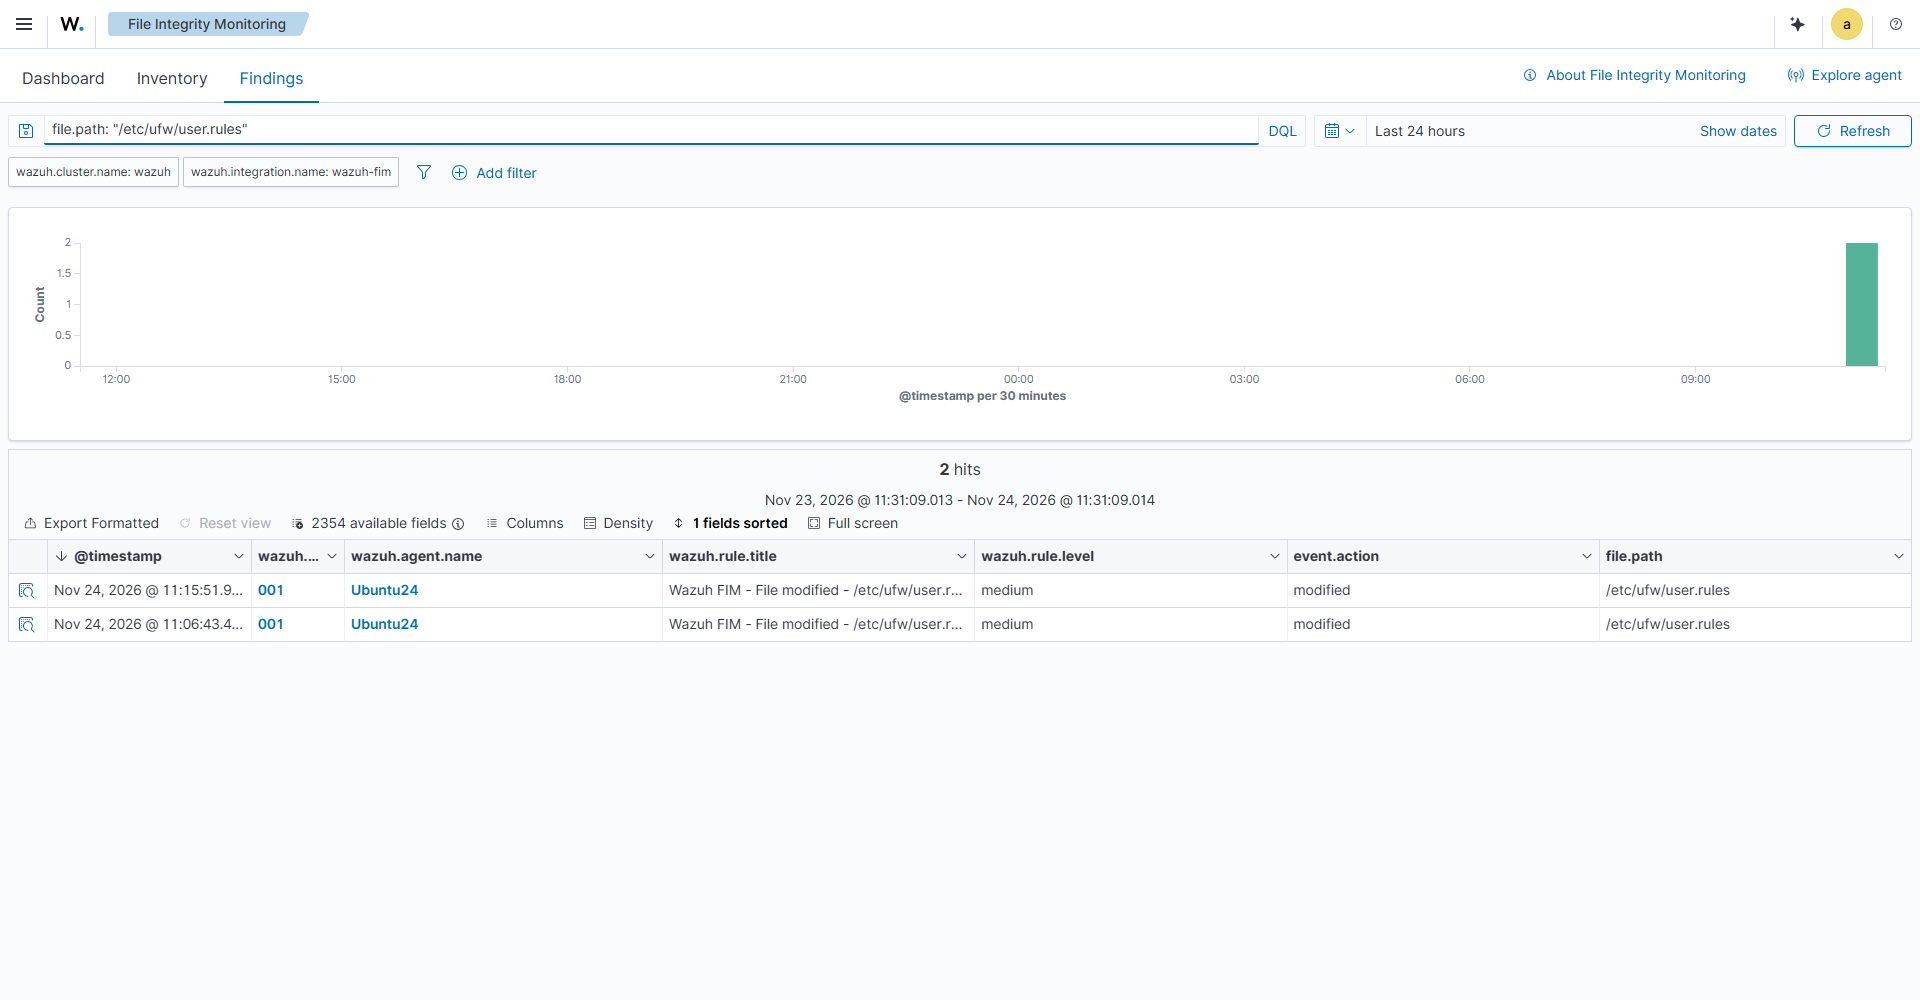 W.
File Integrity Monitoring
a
Dashboard
Inventory
Findings
About File Integrity Monitoring
Explore agent
file.path: "/etc/ufw/user.rules"
DQL
Last 24 hours
Show dates
Refresh
wazuh.cluster.name: wazuh
wazuh.integration.name: wazuh-fim
Add filter
Count
2
1.5
1
0.5
0
12:00
15:00
18:00
21:00
00:00
03:00
06:00
09:00
@timestamp per 30 minutes
2 hits
Nov 23, 2026 @ 11:31:09.013 - Nov 24, 2026 @ 11:31:09.014
Export Formatted
Reset view
2354 available fields
Columns
Density
1 fields sorted
Full screen
@timestamp
wazuh....
wazuh.agent.name
wazuh.rule.title
wazuh.rule.level
event.action
file.path
Nov 24, 2026 @ 11:15:51.9...
001
Ubuntu24
Wazuh FIM - File modified - /etc/ufw/user.r...
medium
modified
/etc/ufw/user.rules
Nov 24, 2026 @ 11:06:43.4...
001
Ubuntu24
Wazuh FIM - File modified - /etc/ufw/user.r...
medium
modified
/etc/ufw/user.rules